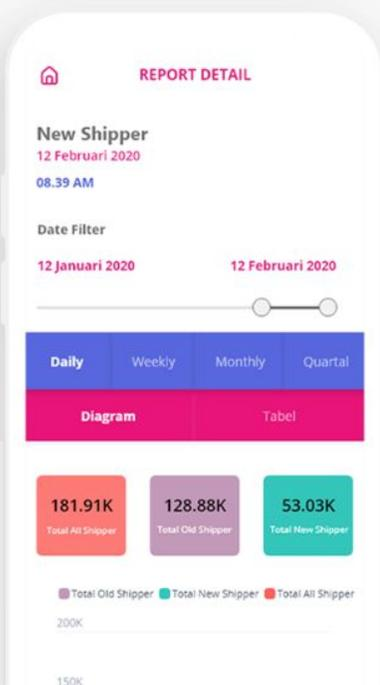 REPORT DETAIL
New Shipper
12 Februari 2020
08.39 AM
Date Filter
12 Januari 2020 12 Februari 2020
Daily Weekly Monthly Quartal
Diagram Tabel
181.91K 128.88K 53.03K
Total All Shipper Total Old Shipper Total New Shipper
Total Old Shipper Total New Shipper Total All Shipper
200K
150K